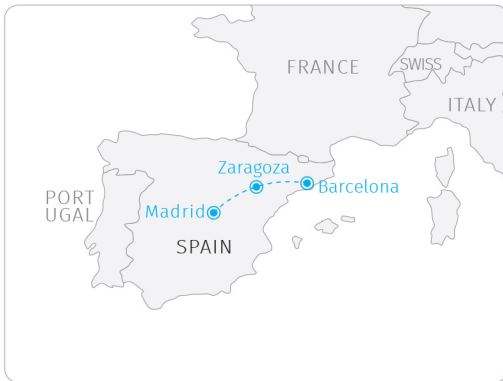 FRANCE
SWISS
ITALY
Zaragoza
Barcelona
PORT
UGAL
Madrid
SPAIN